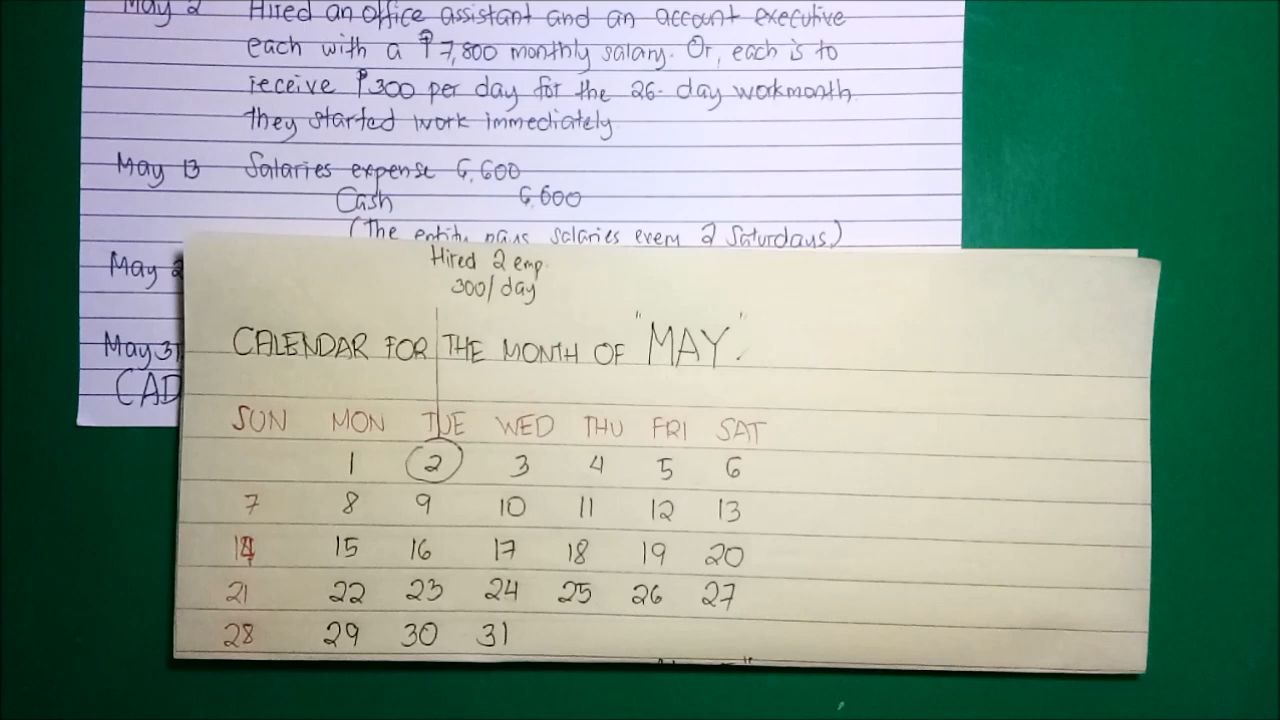 May 2 Hired an office assistant and an account executive
each with a ₱7,800 monthly salary. Or, each is to
receive ₱300 per day for the 26-day workmonth
they started work immediately
May 13 Salaries expense 6,600
Cash 6,600
(The entity pays salaries every 2 Saturdays)
May 2
May 31
CAD
Hired 2 emp.
300/day
CALENDAR FOR THE MONTH OF "MAY".
SUN MON TUE WED THU FRI SAT
1 2 3 4 5 6
7 8 9 10 11 12 13
14 15 16 17 18 19 20
21 22 23 24 25 26 27
28 29 30 31